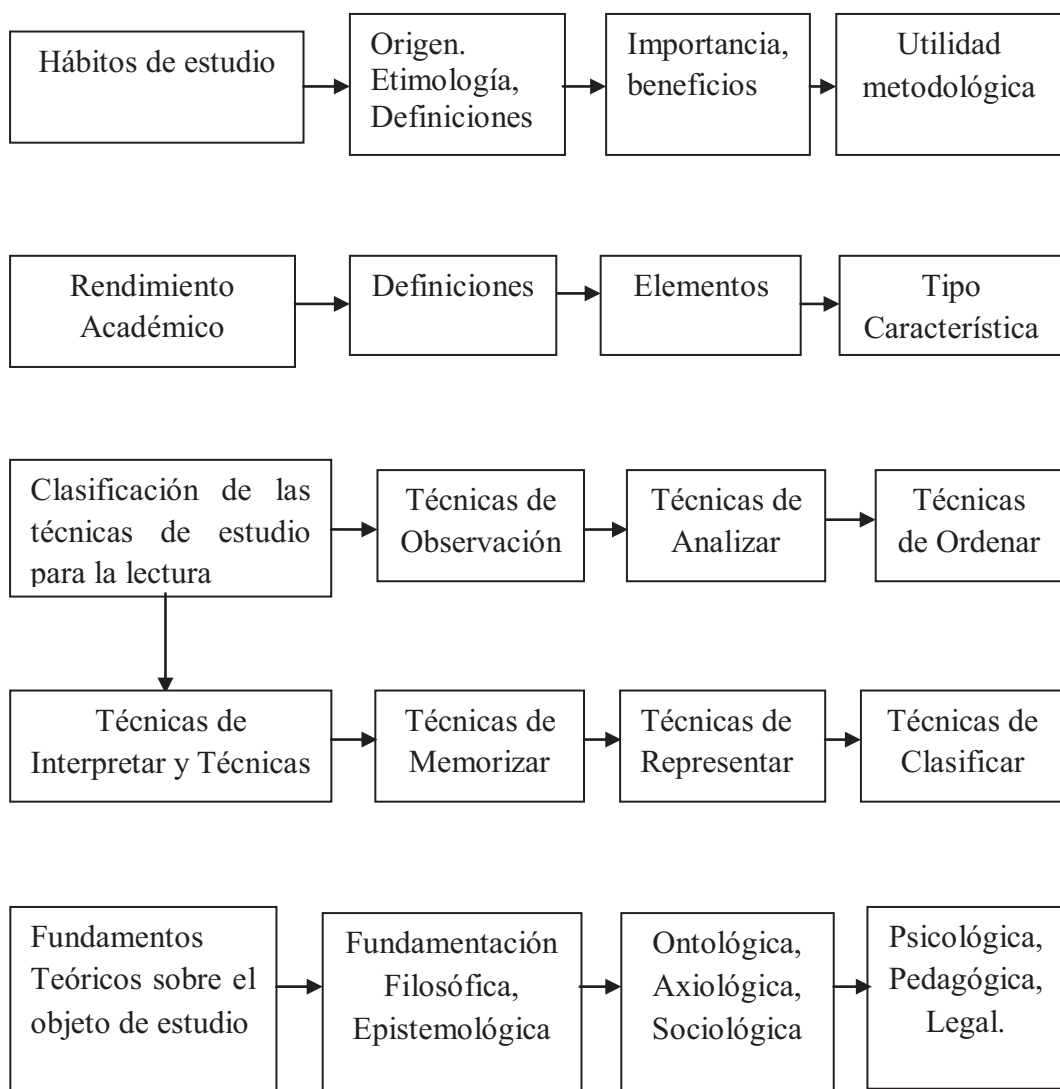 Hábitos de estudio
Origen.
Etimología,
Definiciones
Importancia,
beneficios
Utilidad
metodológica
Rendimiento
Académico
Definiciones
Elementos
Tipo
Característica
Clasificación de las
técnicas de estudio
para la lectura
Técnicas de
Observación
Técnicas de
Analizar
Técnicas
de Ordenar
Técnicas de
Interpretar y Técnicas
Técnicas de
Memorizar
Técnicas de
Representar
Técnicas de
Clasificar
Fundamentos
Teóricos sobre el
objeto de estudio
Fundamentación
Filosófica,
Epistemológica
Ontológica,
Axiológica,
Sociológica
Psicológica,
Pedagógica,
Legal.